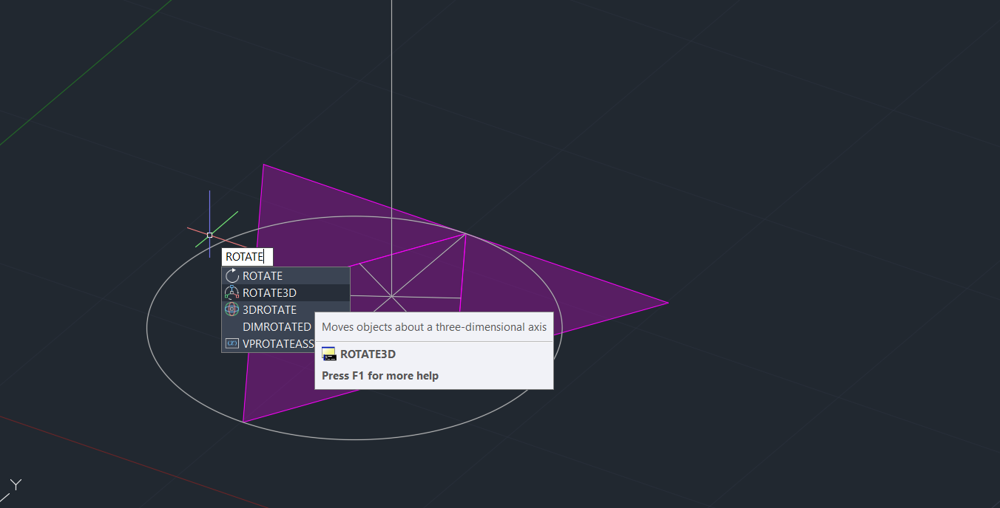 ROTATE
ROTATE
ROTATE3D
3DROTATE
DIMROTATED
VPROTATEASS
Moves objects about a three-dimensional axis
ROTATE3D
Press F1 for more help
Y